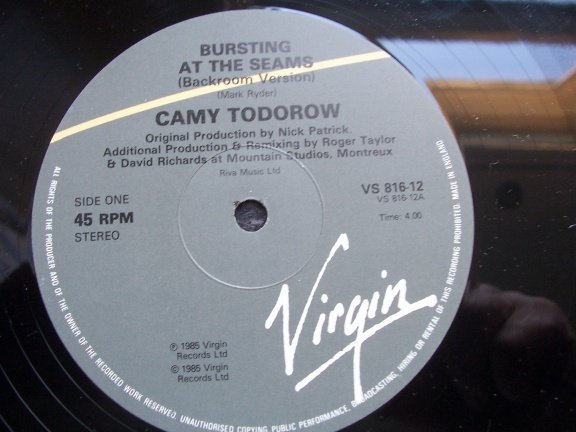 BURSTING
AT THE SEAMS
(Backroom Version)
(Mark Ryder)
CAMY TODOROW
Original Production by Nick Patrick.
Additional Production & Remixing by Roger Taylor
& David Richards at Mountain Studios, Montreux
Riva Music Ltd
SIDE ONE
45 RPM
STEREO
VS 816-12
VS 816-12A
Time: 4.00
Virgin
℗ 1985 Virgin
Records Ltd
© 1985 Virgin
Records Ltd
ALL RIGHTS OF THE PRODUCER AND OF THE OWNER OF THE RECORDED WORK RESERVED. UNAUTHORISED COPYING, PUBLIC PERFORMANCE, BROADCASTING, HIRING OR RENTAL OF THIS RECORDING PROHIBITED. MADE IN ENGLAND